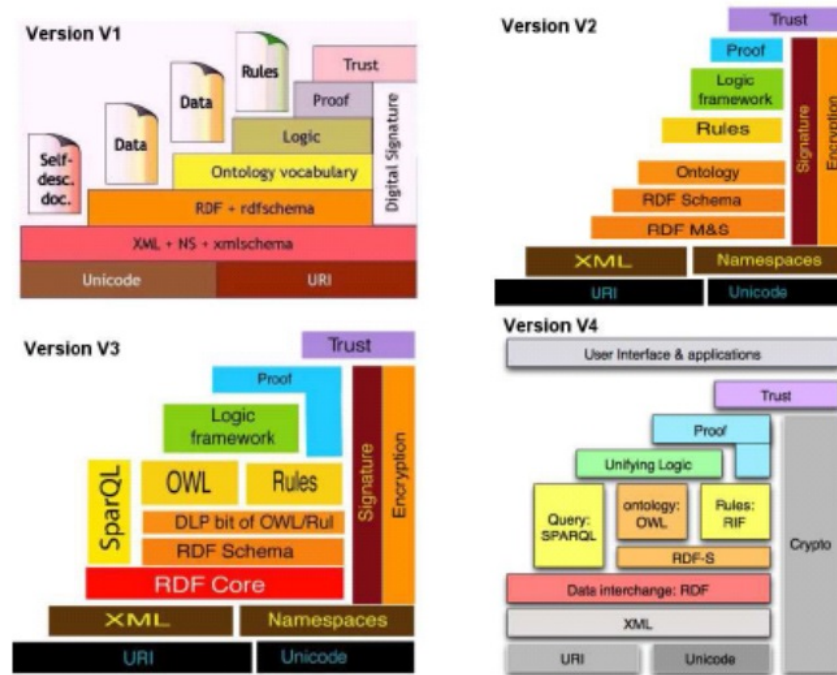 Version V1
Self-
desc.
doc.
Data
Data
Rules
Trust
Proof
Logic
Ontology vocabulary
RDF + rdfschema
XML + NS + xmlschema
Unicode
URI
Digital Signature
Version V2
Trust
Proof
Logic
framework
Rules
Ontology
RDF Schema
RDF M&S
XML
Namespaces
URI
Unicode
Signature
Encryption
Version V3
Trust
Proof
Logic
framework
SparQL
OWL
Rules
DLP bit of OWL/Rul
RDF Schema
RDF Core
XML
Namespaces
URI
Unicode
Signature
Encryption
Version V4
User Interface & applications
Trust
Proof
Unifying Logic
Query:
SPARQL
ontology:
OWL
Rules:
RIF
RDF-S
Data interchange: RDF
XML
URI
Unicode
Crypto